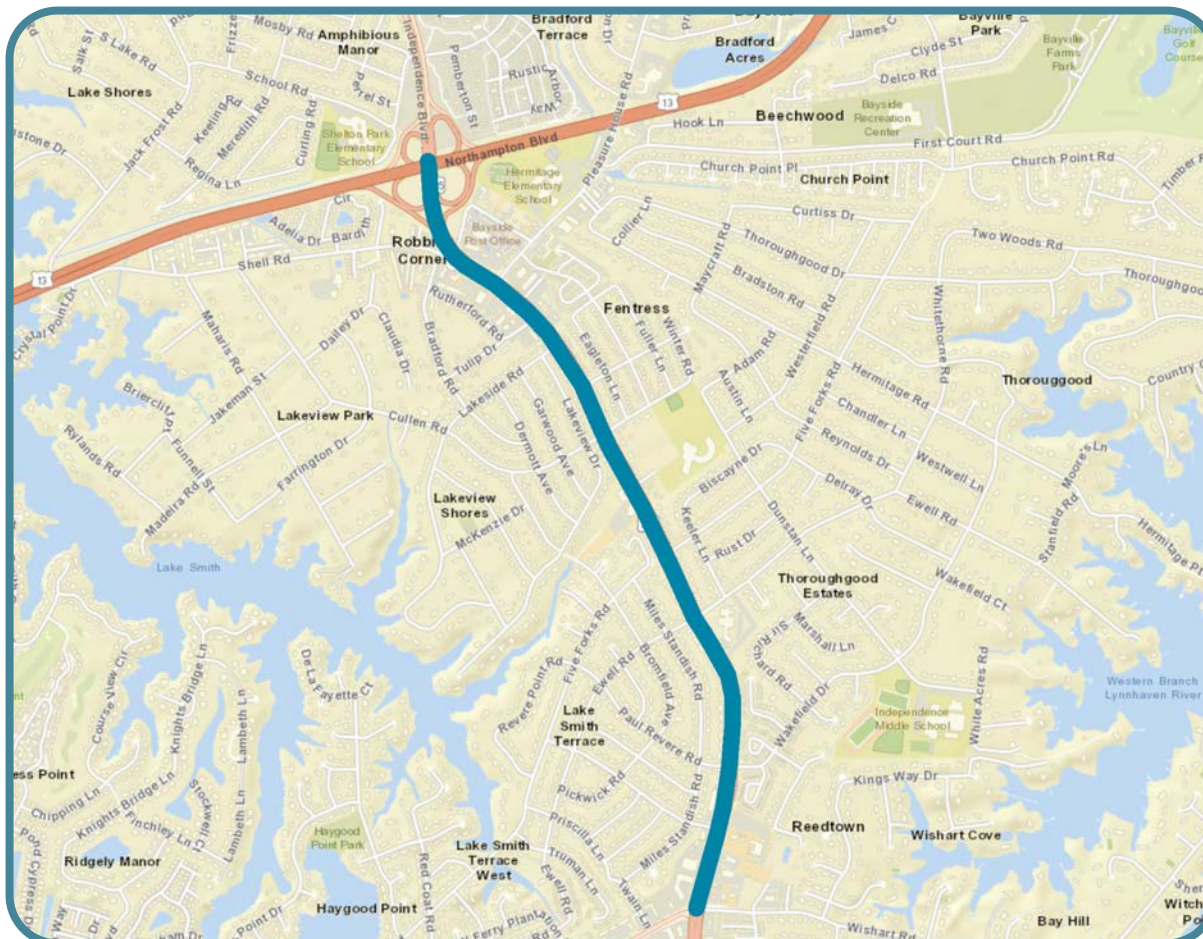 Mosby Rd
Amphibious
Manor
Independence Blvd
Bradford
Terrace
Bradford
Acres
James
Bayville
Park
Clyde St
Bayville
Farms
Park
Salk St
S Lake Rd
School Rd
Pemberton St
Rustic
Arbor
Way
Delco Rd
Lake Shores
13
Beechwood
Bayside
Recreation
Center
Keeling Rd
Meredith Rd
Curling Rd
Shelton Park
Elementary
School
Hook Ln
First Court Rd
Jack Frost Rd
Regina Ln
Northampton Blvd
Hermitage
Elementary
School
Pleasure House Rd
Church Point Pl
Church Point
Church Point Rd
Cir
Adelia Dr
Bardith
Bayside
Post Office
Collier Ln
Curtiss Dr
Two Woods Rd
Shell Rd
Corner
13
Thoroughgood Dr
Maycraft Rd
Bradston Rd
Crystal Point Dr
Rutherford Rd
Fentress
Westerfield Rd
Whitethorne Rd
Maharis Rd
Dailey Dr
Claudia Dr
Bradford Rd
Tulip Dr
Eagleton Ln
Fuller Ln
Winter Rd
Adam Rd
Hermitage Rd
Thorouggood
Jakeman St
Lakeside Rd
Austin Ln
Five Forks Rd
Chandler Ln
Lakeview Park
Cullen Rd
Garwood Ave
Lakeview Dr
Reynolds Dr
Westwell Ln
Rylands Rd
Funnell St
Farrington Dr
Dermott Ave
Biscayne Dr
Delray Dr
Ewell Rd
Moore's Ln
Madeira Rd
Lakeview
Shores
McKenzie Dr
Keeler Ln
Dunstan Ln
Stanfield Rd
Rust Dr
Lake Smith
Thoroughgood
Estates
Wakefield Ct
Five Forks Rd
Miles Standish Rd
Marshall Ln
Sir Richard Rd
Course View Cir
Knights Bridge Ln
Lambeth Ln
De La Fayette Ct
Revere Point Rd
Ewell Rd
Bromfield Ave
Wakefield Dr
White Acres Rd
Western Branch
Lynnhaven River
Lake
Smith
Terrace
Paul Revere Rd
Independence
Middle School
Kings Way Dr
Chipping Ln
Knights Bridge Ln
Stockwell Ct
Finchley Ln
Lambeth Ln
Pickwick Rd
Miles Standish Rd
Reedtown
Wishart Cove
Ridgely Manor
Haygood
Point Park
Priscilla Ln
Lake Smith
Terrace
West
Truman Ln
Twain Ln
Ewell Rd
Red Coat Rd
Haygood Point
Point Dr
Wishart Rd
Bay Hill